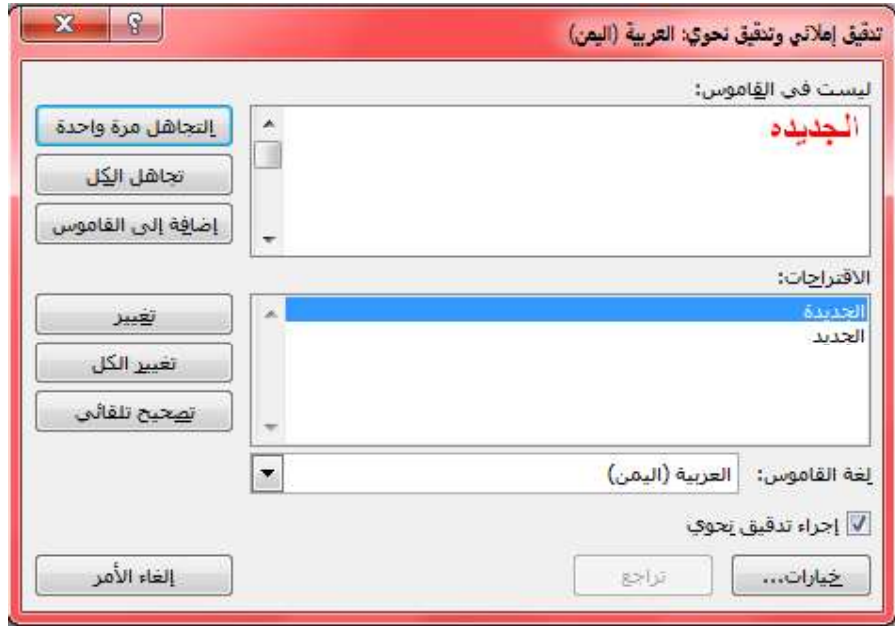 تدقيق إملائي وتدقيق نحوي: العربية (اليمن)
ليست في القاموس:
الجديده
التجاهل مرة واحدة
تجاهل الكل
إضافة إلى القاموس
الاقتراحات:
الجديدة
الجديد
تغيير
تغيير الكل
تصحيح تلقائي
لغة القاموس: العربية (اليمن)
إجراء تدقيق نحوي
خيارات...
تراجع
إلغاء الأمر